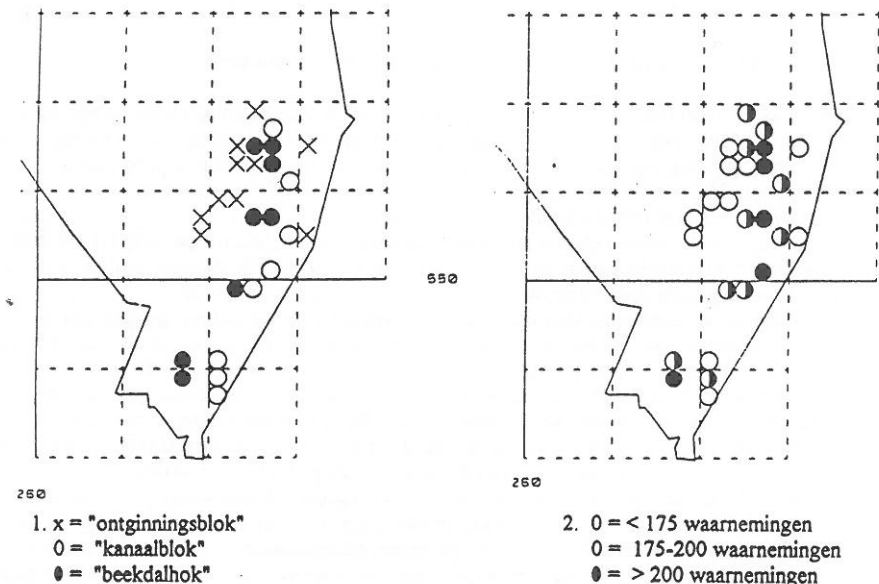 550
260
260
1. x = "ontginningsblok"
0 = "kanaalblok"
● = "beekdalhok"
2. 0 = < 175 waarnemingen
0 = 175-200 waarnemingen
● = > 200 waarnemingen